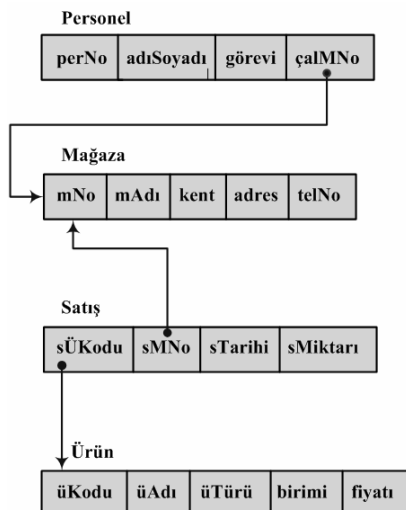 Personel
perNo adıSoyadı görevi çalMNo
Mağaza
mNo mAdı kent adres telNo
Satış
sÜKodu sMNo sTarihi sMiktarı
Ürün
üKodu üAdı üTürü birimi fiyatı